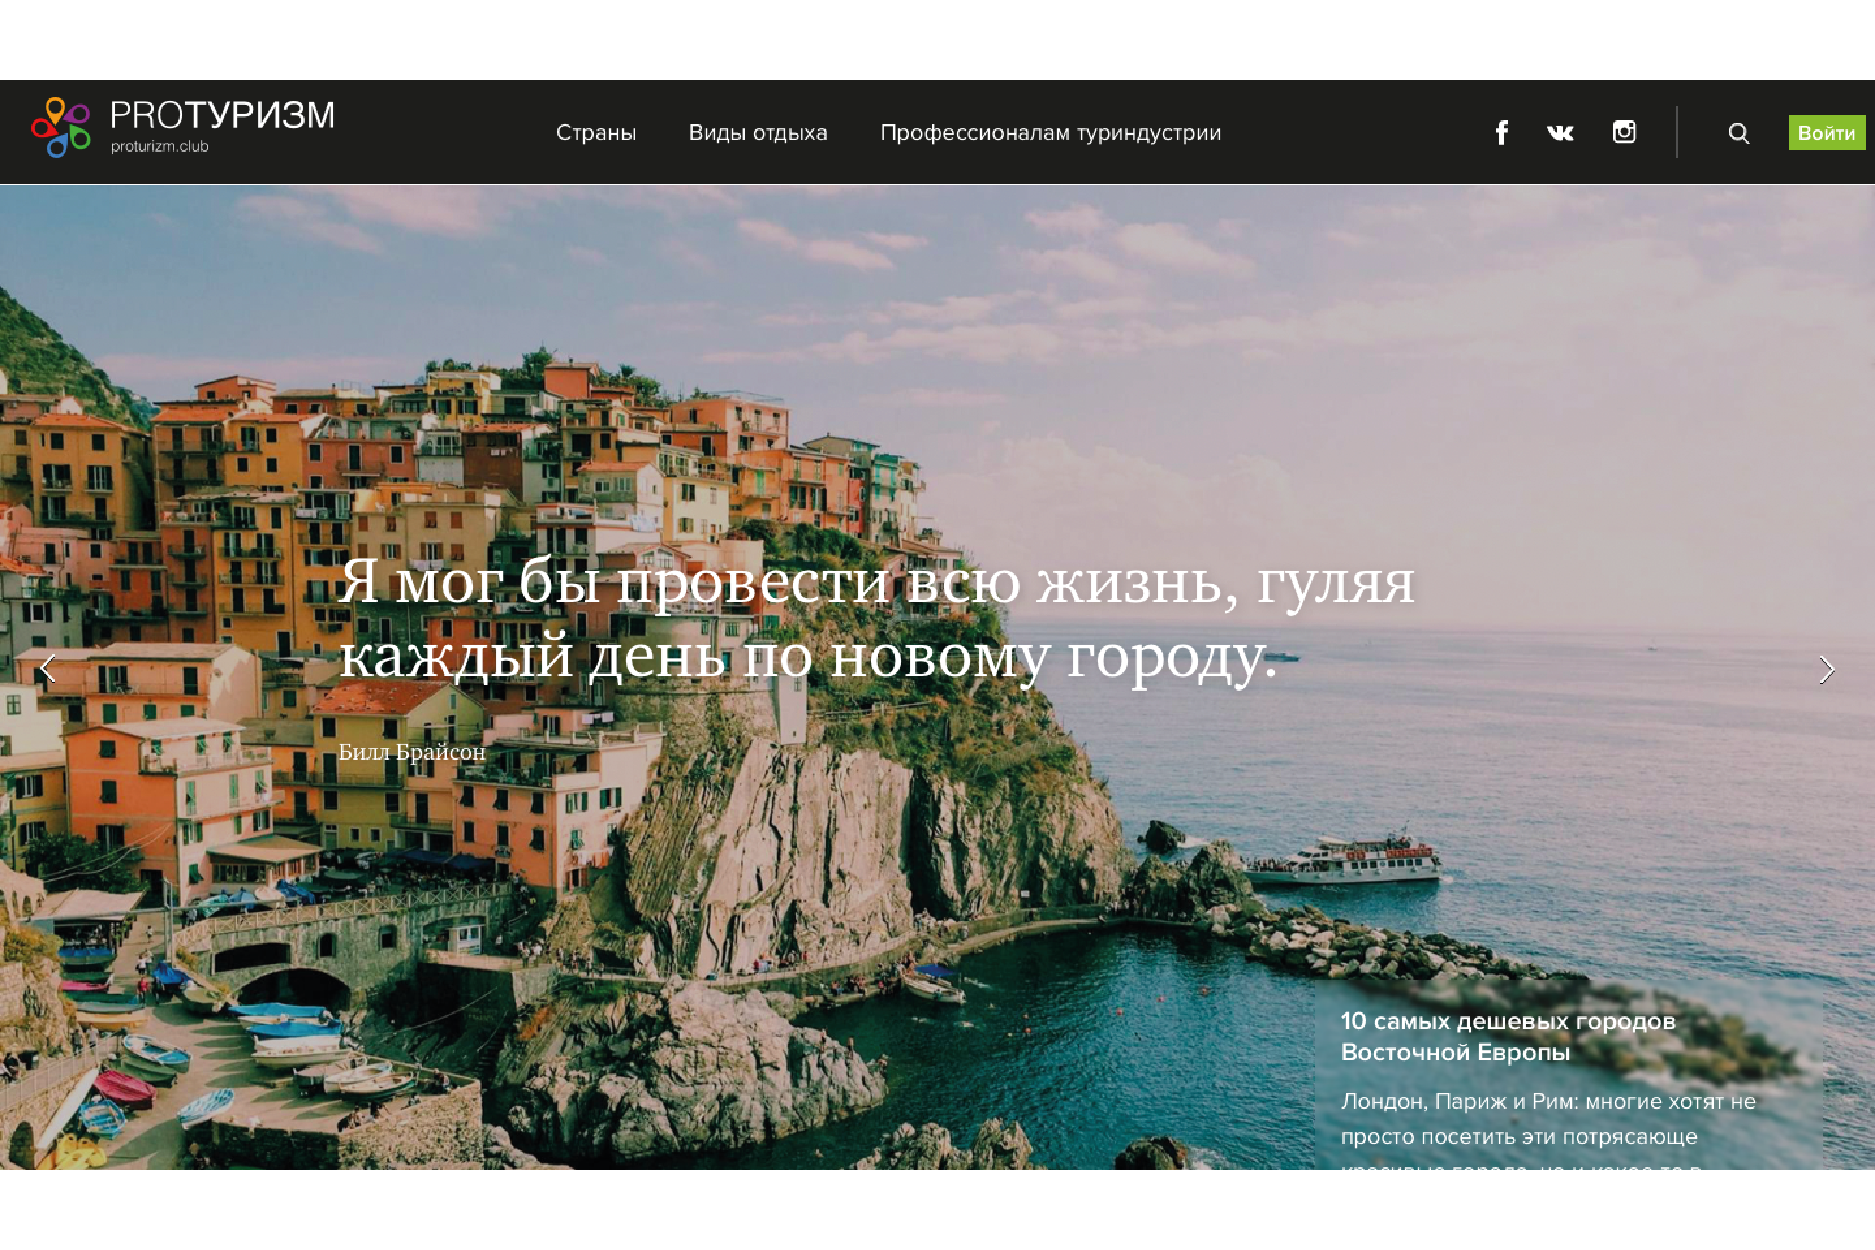 PROТУРИЗМ
proturizm.club
Страны
Виды отдыха
Профессионалам туриндустрии
Войти
Я мог бы провести всю жизнь, гуляя
каждый день по новому городу.
Билл Брайсон
10 самых дешевых городов
Восточной Европы
Лондон, Париж и Рим: многие хотят не
просто посетить эти потрясающе